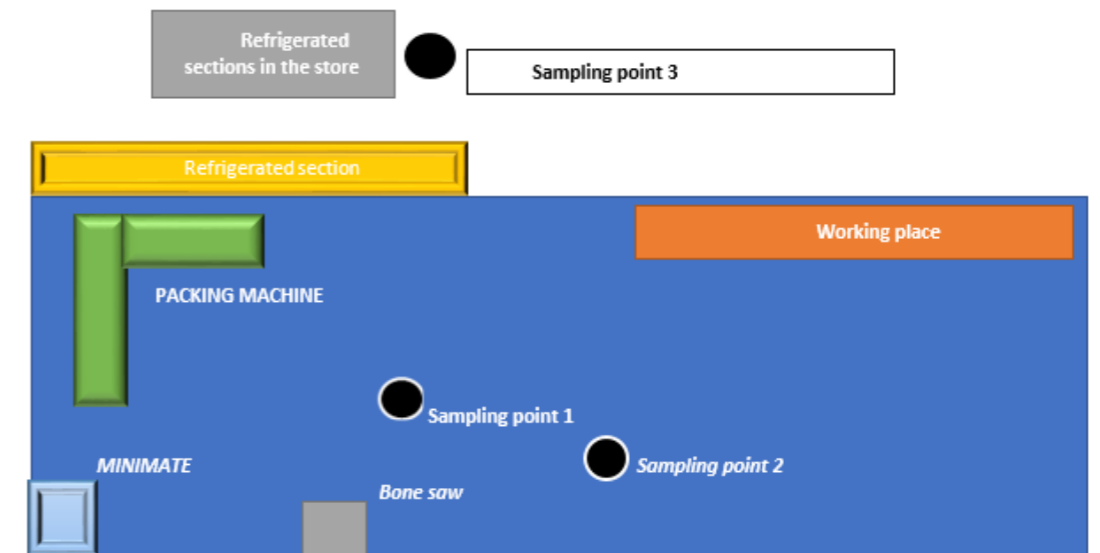 Refrigerated
sections in the store
Sampling point 3
Refrigerated section
Working place
PACKING MACHINE
Sampling point 1
MINIMATE
Sampling point 2
Bone saw